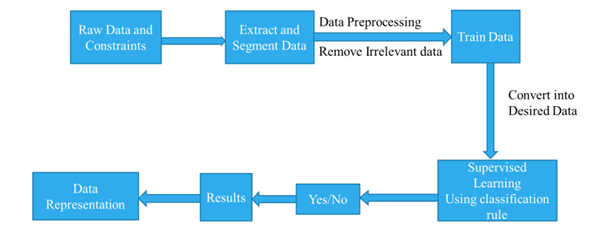 Raw Data and
Constraints
Extract and
Segment Data
Data Preprocessing
Remove Irrelevant data
Train Data
Convert into
Desired Data
Supervised
Learning
Using classification
rule
Yes/No
Results
Data
Representation